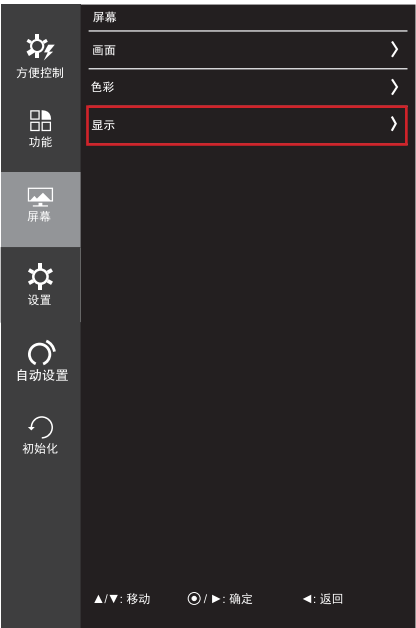 屏幕
方便控制
功能
屏幕
设置
自动设置
初始化
画面
色彩
显示
▲/▼: 移动 ◉/ ►: 确定 ◄: 返回